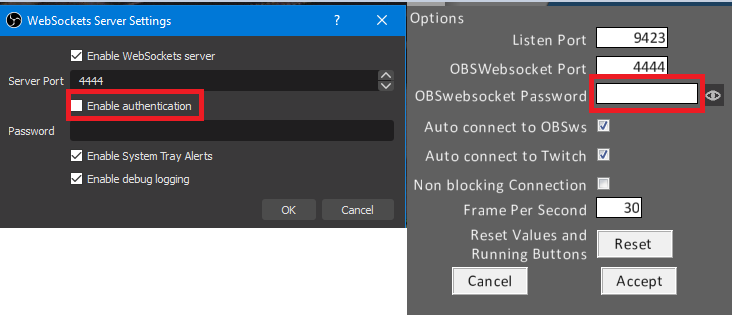 WebSockets Server Settings
? ×
Enable WebSockets server
Server Port 4444
Enable authentication
Password
Enable System Tray Alerts
Enable debug logging
OK Cancel
Options
Listen Port 9423
OBSWebsocket Port 4444
OBSwebsocket Password
Auto connect to OBSws
Auto connect to Twitch
Non blocking Connection
Frame Per Second 30
Reset Values and
Running Buttons Reset
Cancel Accept